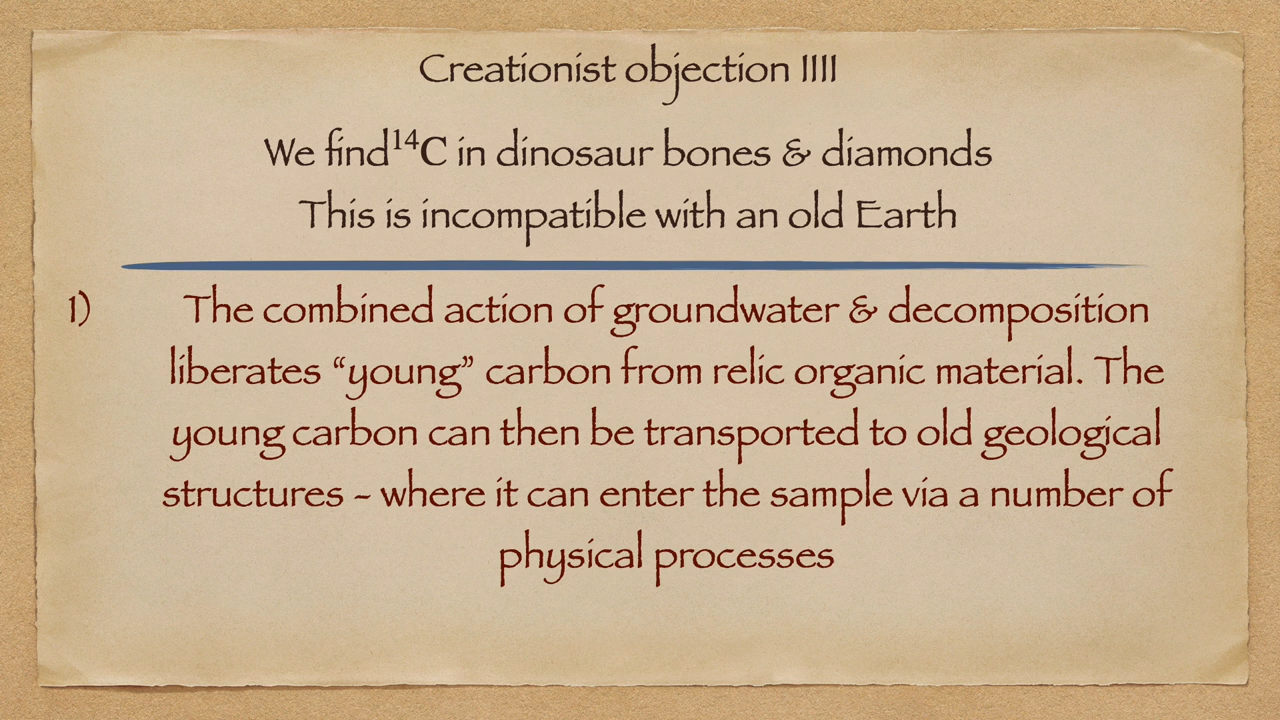 Creationist objection IIII
We find ¹⁴C in dinosaur bones & diamonds
This is incompatible with an old Earth
1) The combined action of groundwater & decomposition
liberates “young” carbon from relic organic material. The
young carbon can then be transported to old geological
structures - where it can enter the sample via a number of
physical processes